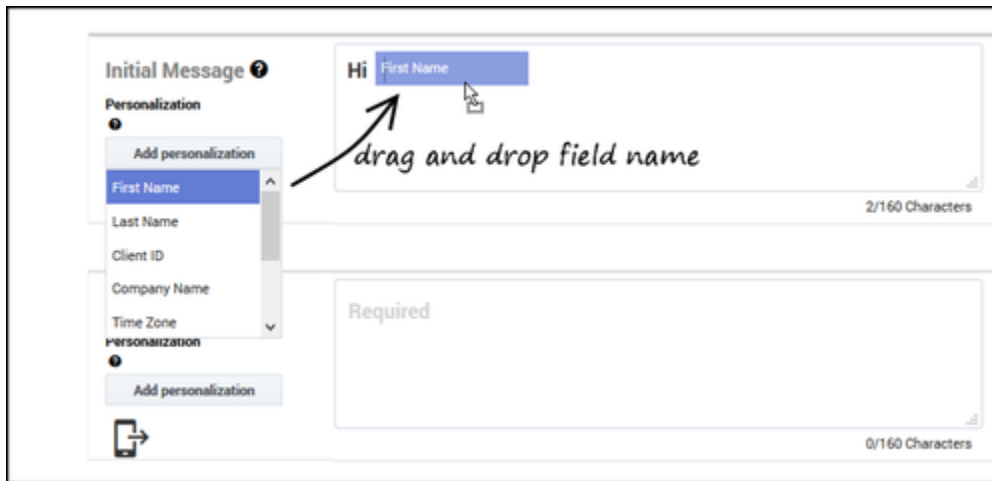 Initial Message ?
Hi First Name
Personalization
?
Add personalization
drag and drop field name
First Name
Last Name
Client ID
Company Name
Time Zone
2/160 Characters
Required
Personalization
?
Add personalization
0/160 Characters